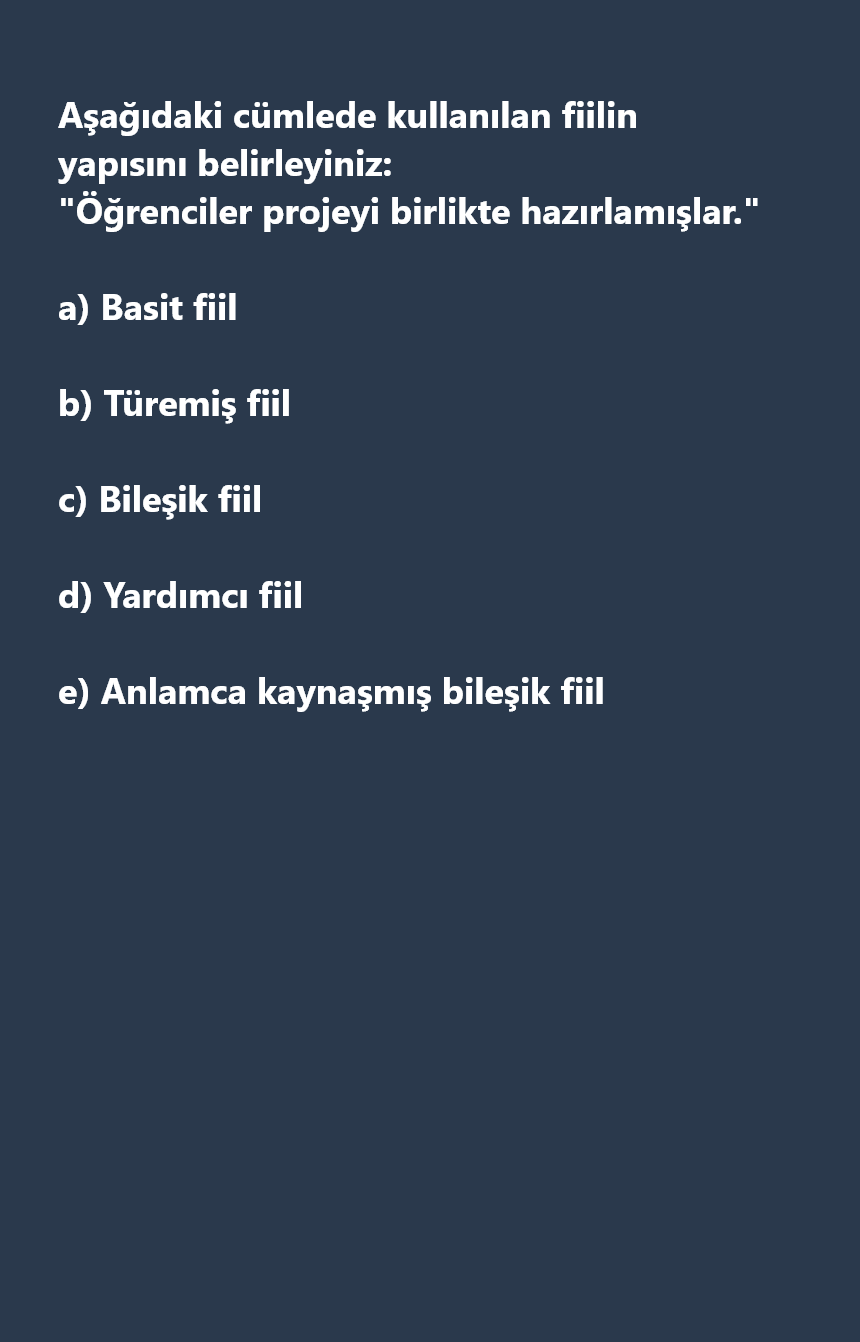 Aşağıdaki cümlede kullanılan fiilin
yapısını belirleyiniz:
"Öğrenciler projeyi birlikte hazırlamışlar."
a) Basit fiil
b) Türemiş fiil
c) Bileşik fiil
d) Yardımcı fiil
e) Anlamca kaynaşmış bileşik fiil